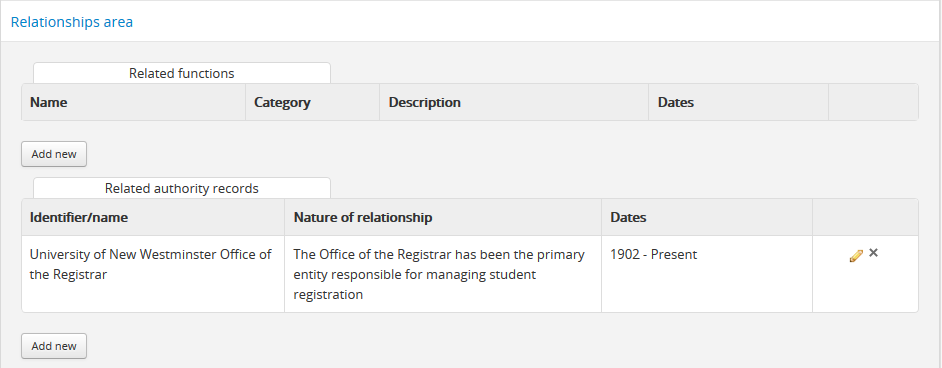 Relationships area
Related functions
Name Category Description Dates
Add new
Related authority records
Identifier/name Nature of relationship Dates
University of New Westminster Office of The Office of the Registrar has been the primary 1902 - Present
the Registrar entity responsible for managing student
registration
Add new